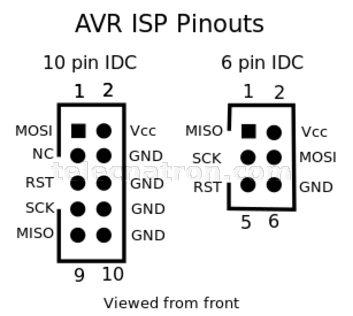 AVR ISP Pinouts
10 pin IDC
6 pin IDC
1 2
MOSI Vcc
NC GND
RST GND
SCK GND
MISO GND
9 10
1 2
MISO Vcc
SCK MOSI
RST GND
5 6
telecnatron.com
Viewed from front